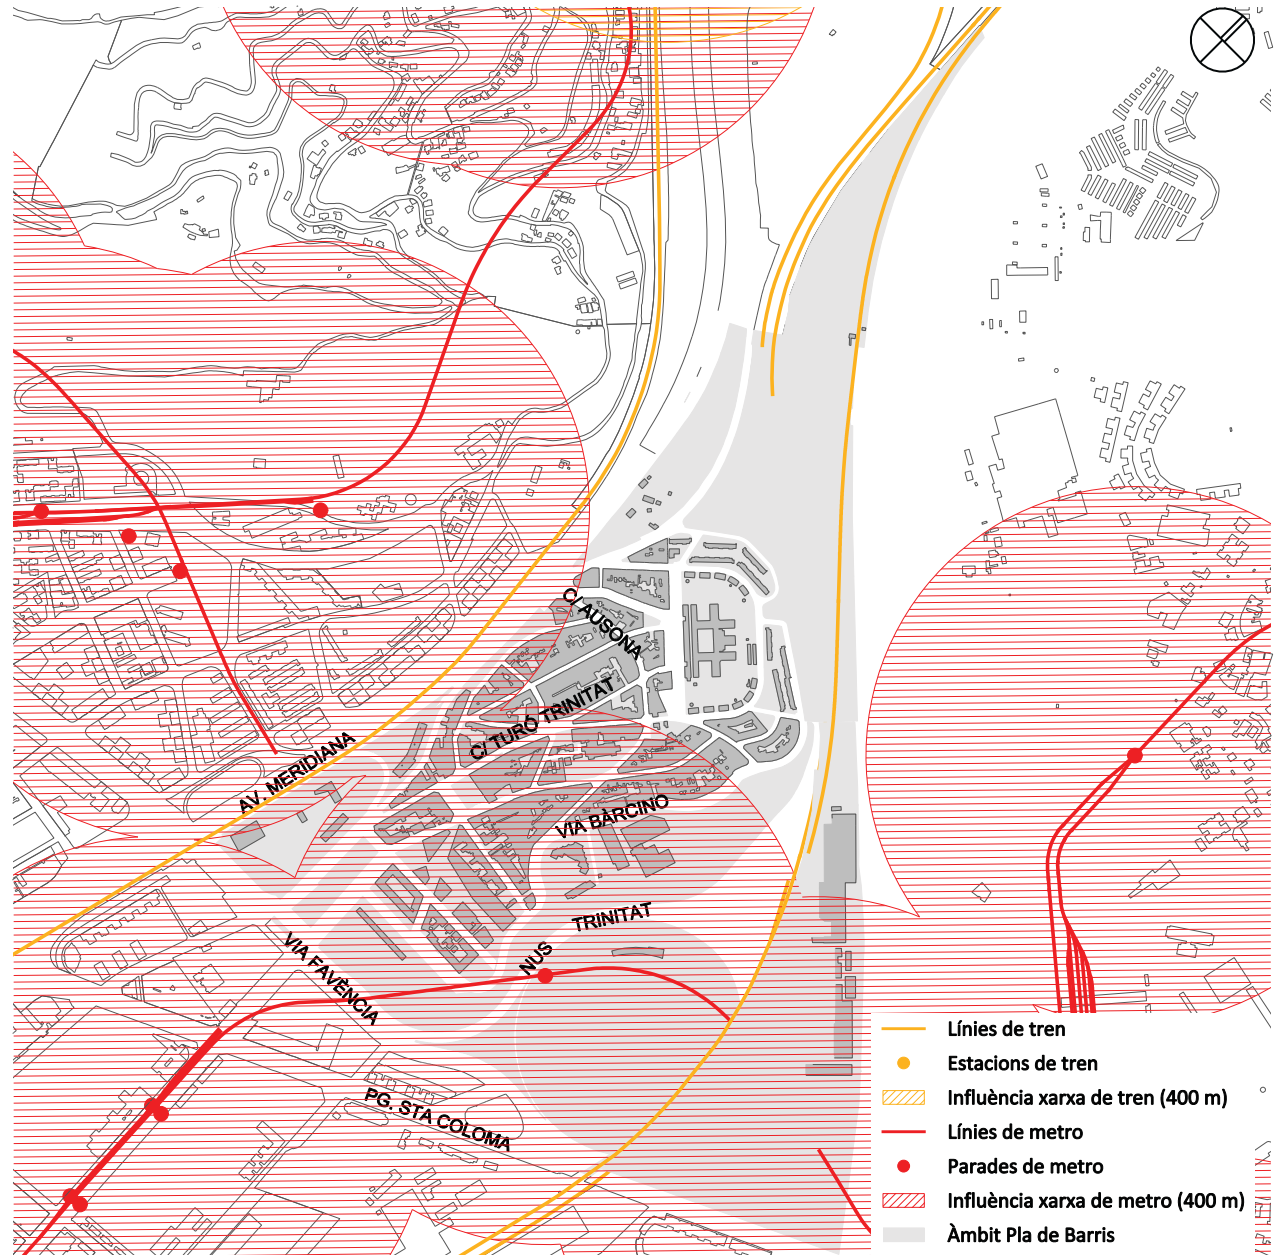 C/ AUSONA
C/ TURÓ TRINITAT
AV. MERIDIANA
VIA BÀRCINO
TRINITAT
NUS
VIA FAVÈNCIA
PG. STA COLOMA
Línies de tren
Estacions de tren
Influència xarxa de tren (400 m)
Línies de metro
Parades de metro
Influència xarxa de metro (400 m)
Àmbit Pla de Barris